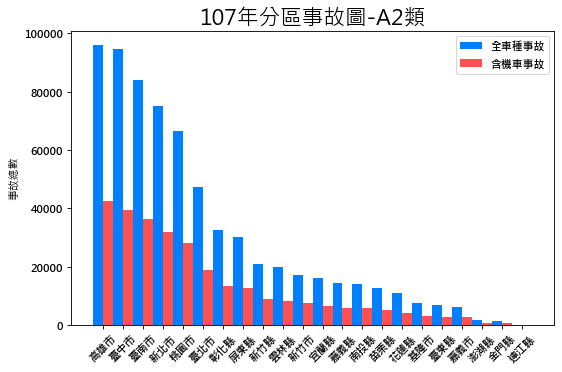 107年分區事故圖-A2類
全車種事故
含機車事故
事故總數
100000
80000
60000
40000
20000
0
高雄市
臺中市
臺南市
新北市
桃園市
臺北市
彰化縣
屏東縣
新竹縣
雲林縣
新竹市
宜蘭縣
嘉義縣
南投縣
苗栗縣
花蓮縣
基隆市
臺東縣
嘉義市
澎湖縣
金門縣
連江縣